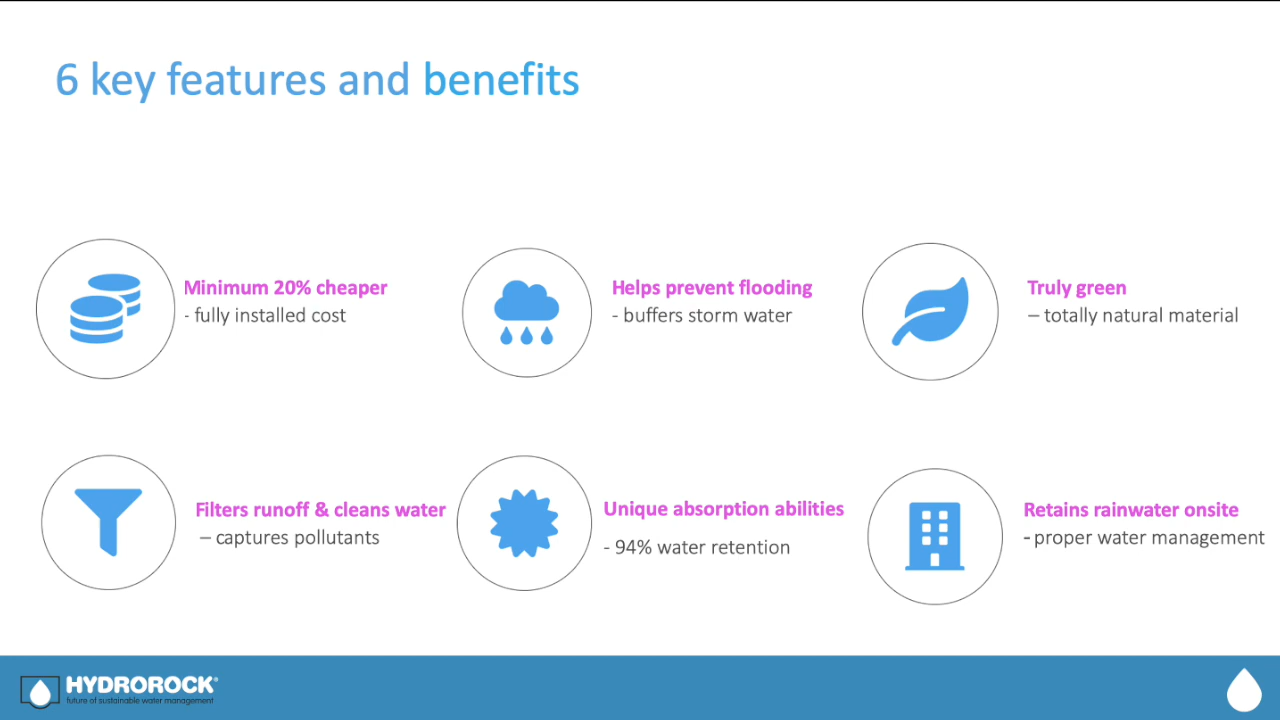 6 key features and benefits
Minimum 20% cheaper
- fully installed cost
Helps prevent flooding
- buffers storm water
Truly green
– totally natural material
Filters runoff & cleans water
– captures pollutants
Unique absorption abilities
- 94% water retention
Retains rainwater onsite
- proper water management
HYDROROCK®
future of sustainable water management